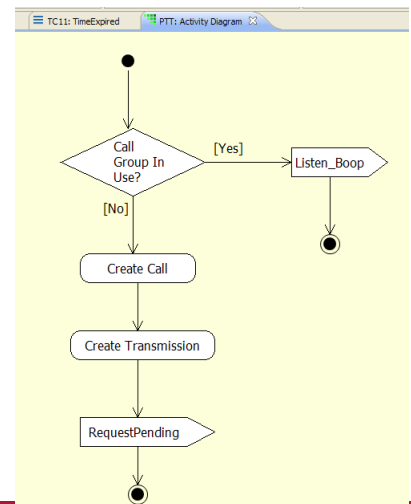 TC11: TimeExpired
PTT: Activity Diagram
Call
Group In
Use?
[Yes]
Listen_Boop
[No]
Create Call
Create Transmission
RequestPending